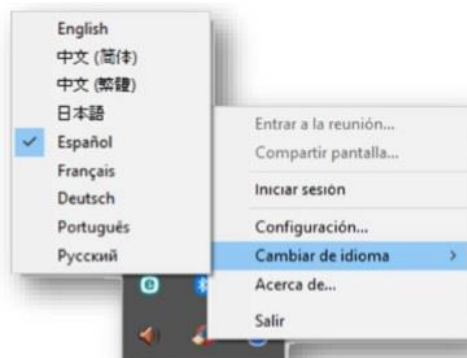 English
中文 (简体)
中文 (繁體)
日本語
Español
Français
Deutsch
Português
Русский
Entrar a la reunión...
Compartir pantalla...
Iniciar sesión
Configuración...
Cambiar de idioma
Acerca de...
Salir